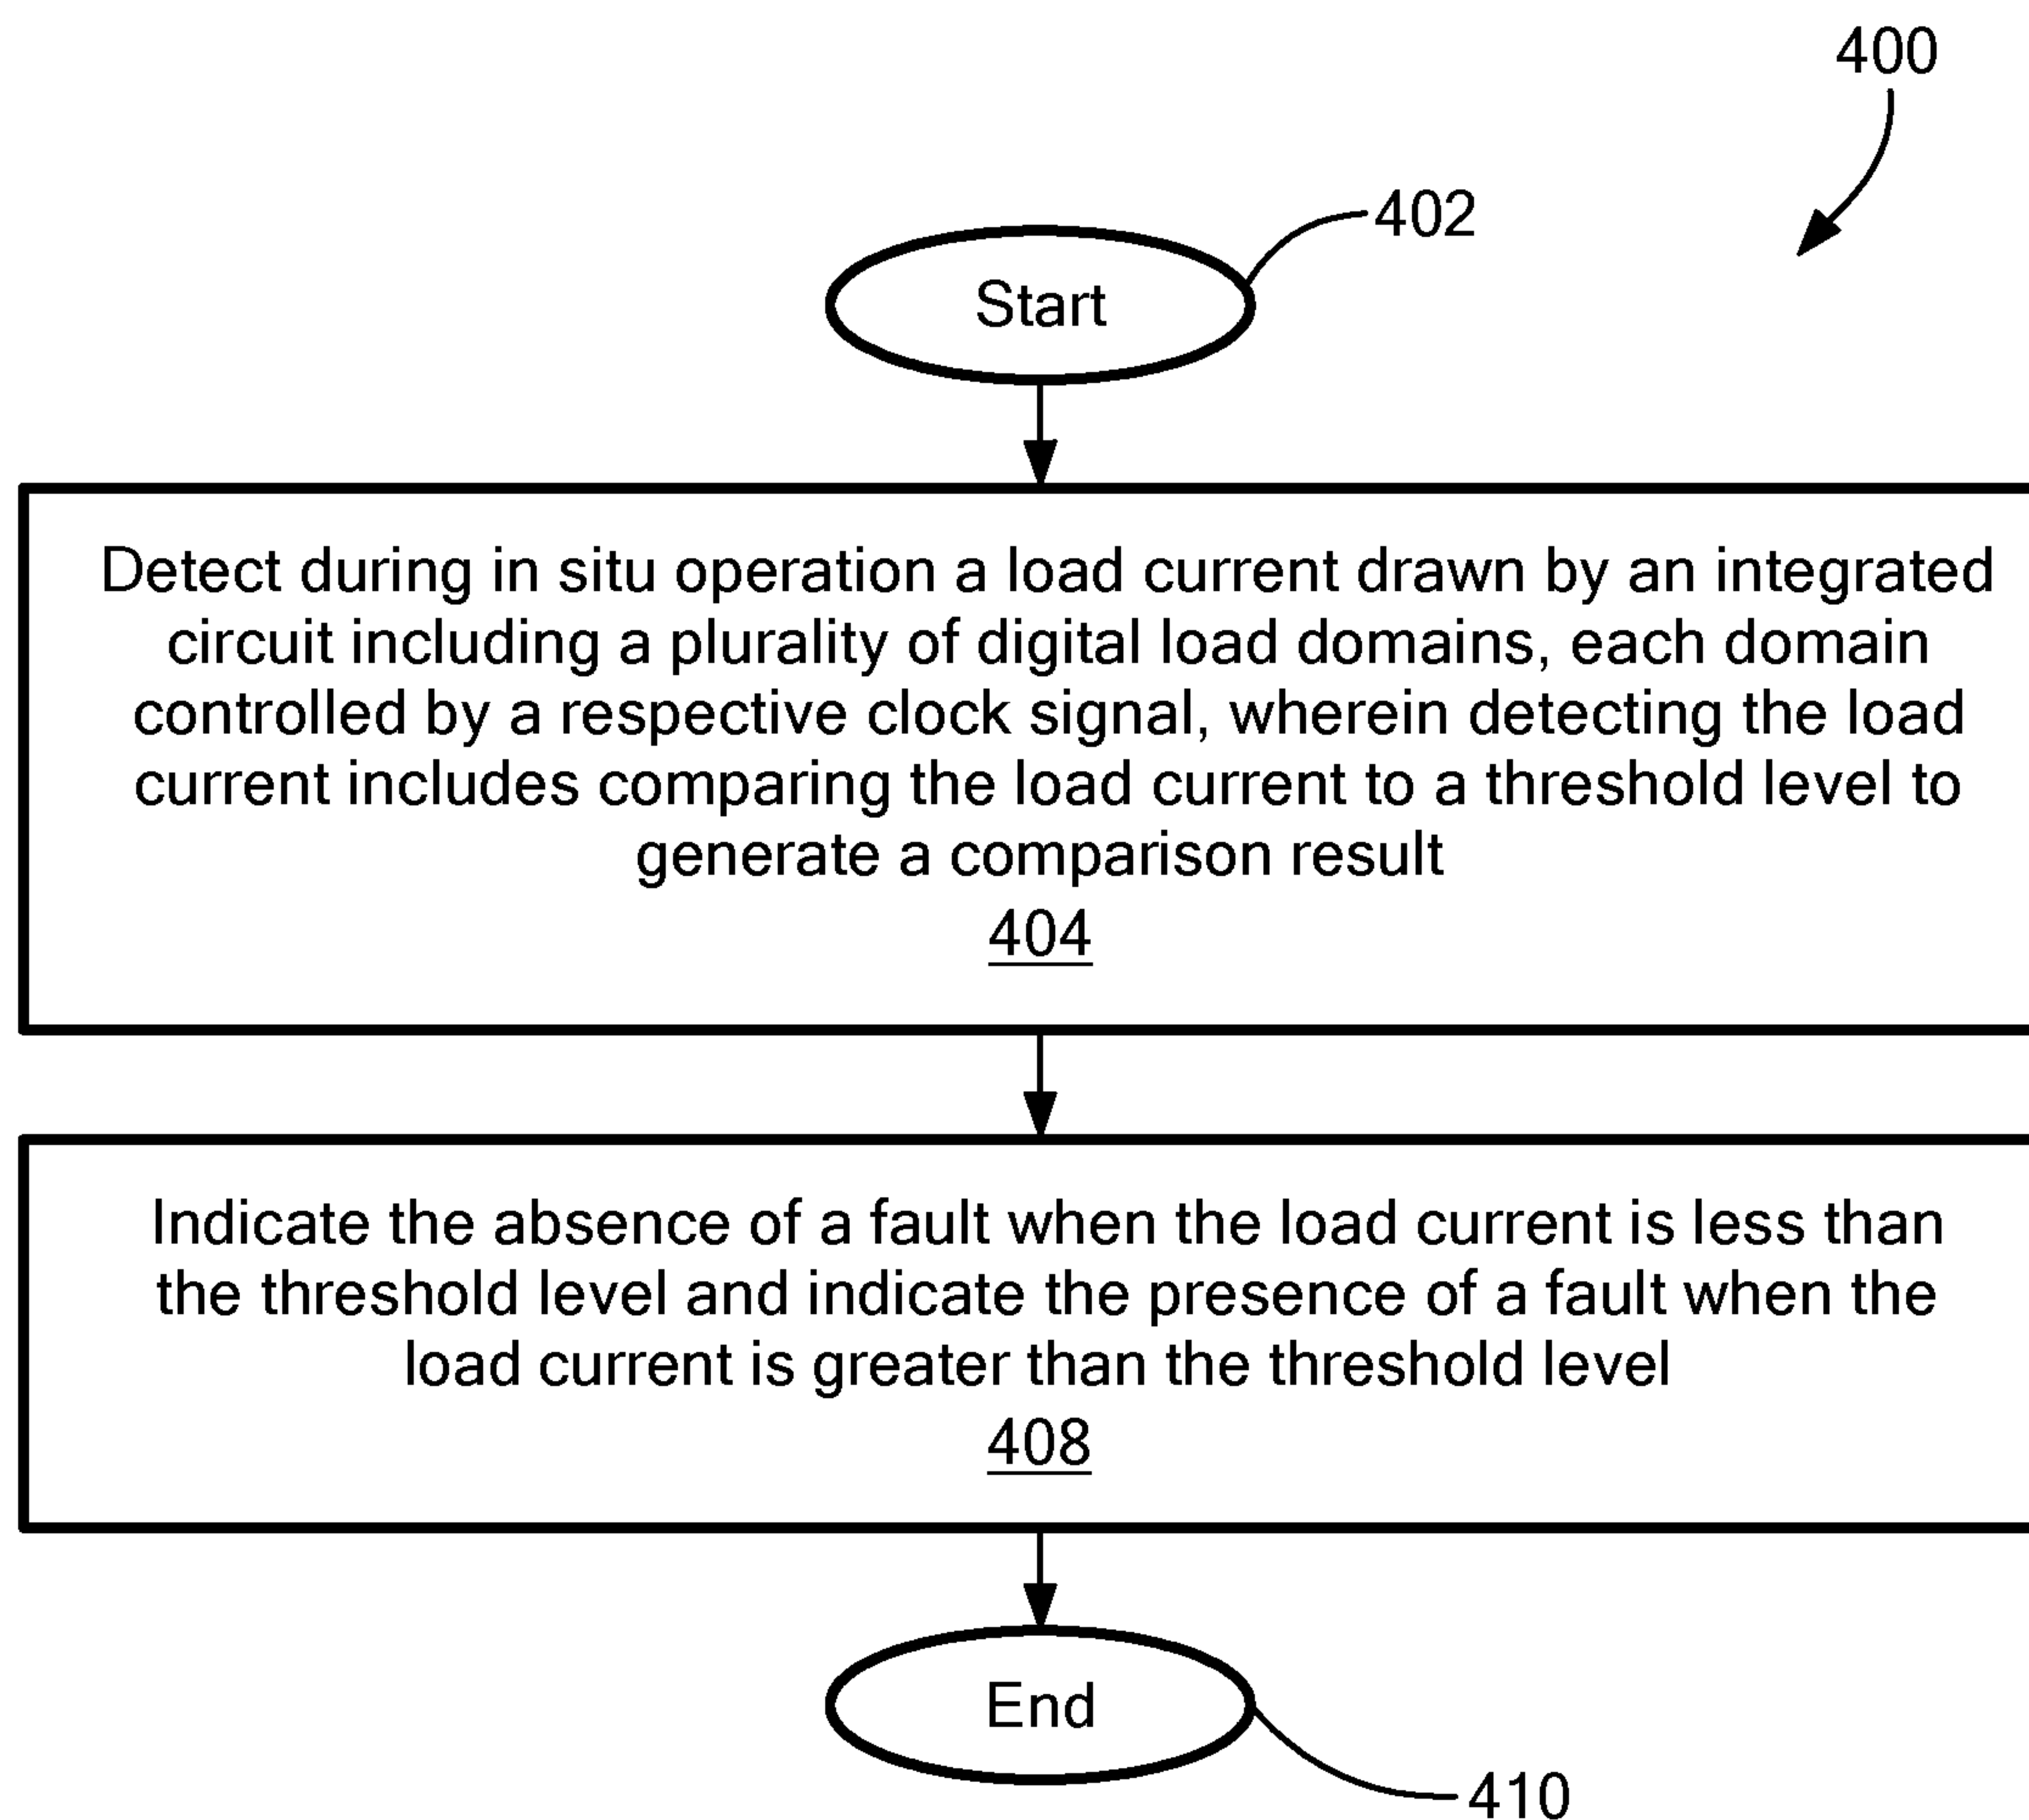 400
402
Start
Detect during in situ operation a load current drawn by an integrated
circuit including a plurality of digital load domains, each domain
controlled by a respective clock signal, wherein detecting the load
current includes comparing the load current to a threshold level to
generate a comparison result
404
Indicate the absence of a fault when the load current is less than
the threshold level and indicate the presence of a fault when the
load current is greater than the threshold level
408
End
410